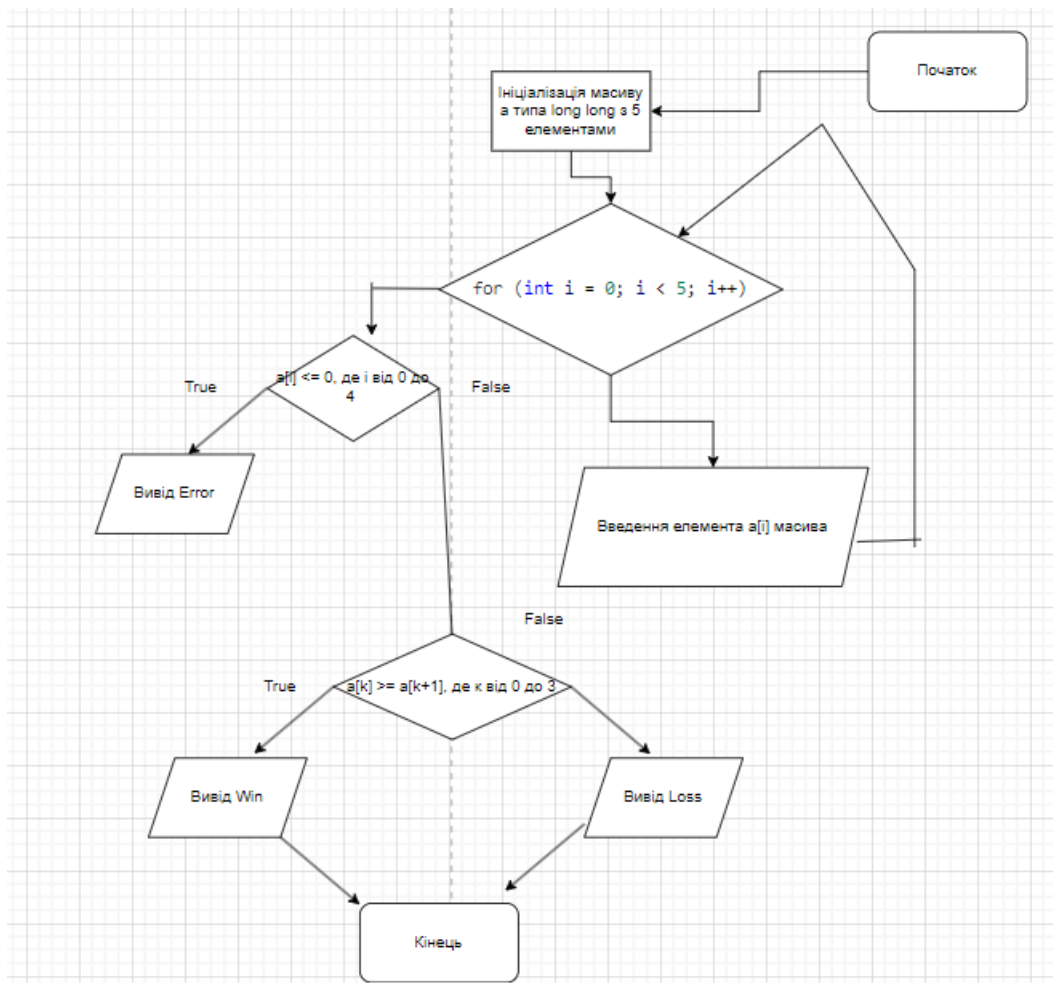 Початок
Ініціалізація масиву
а типа long long з 5
елементами
for (int i = 0; i < 5; i++)
a[i] <= 0, де і від 0 до
4
True
False
Вивід Error
Введення елемента a[i] масива
False
True
a[k] >= a[k+1], де к від 0 до 3
Вивід Win
Вивід Loss
Кінець